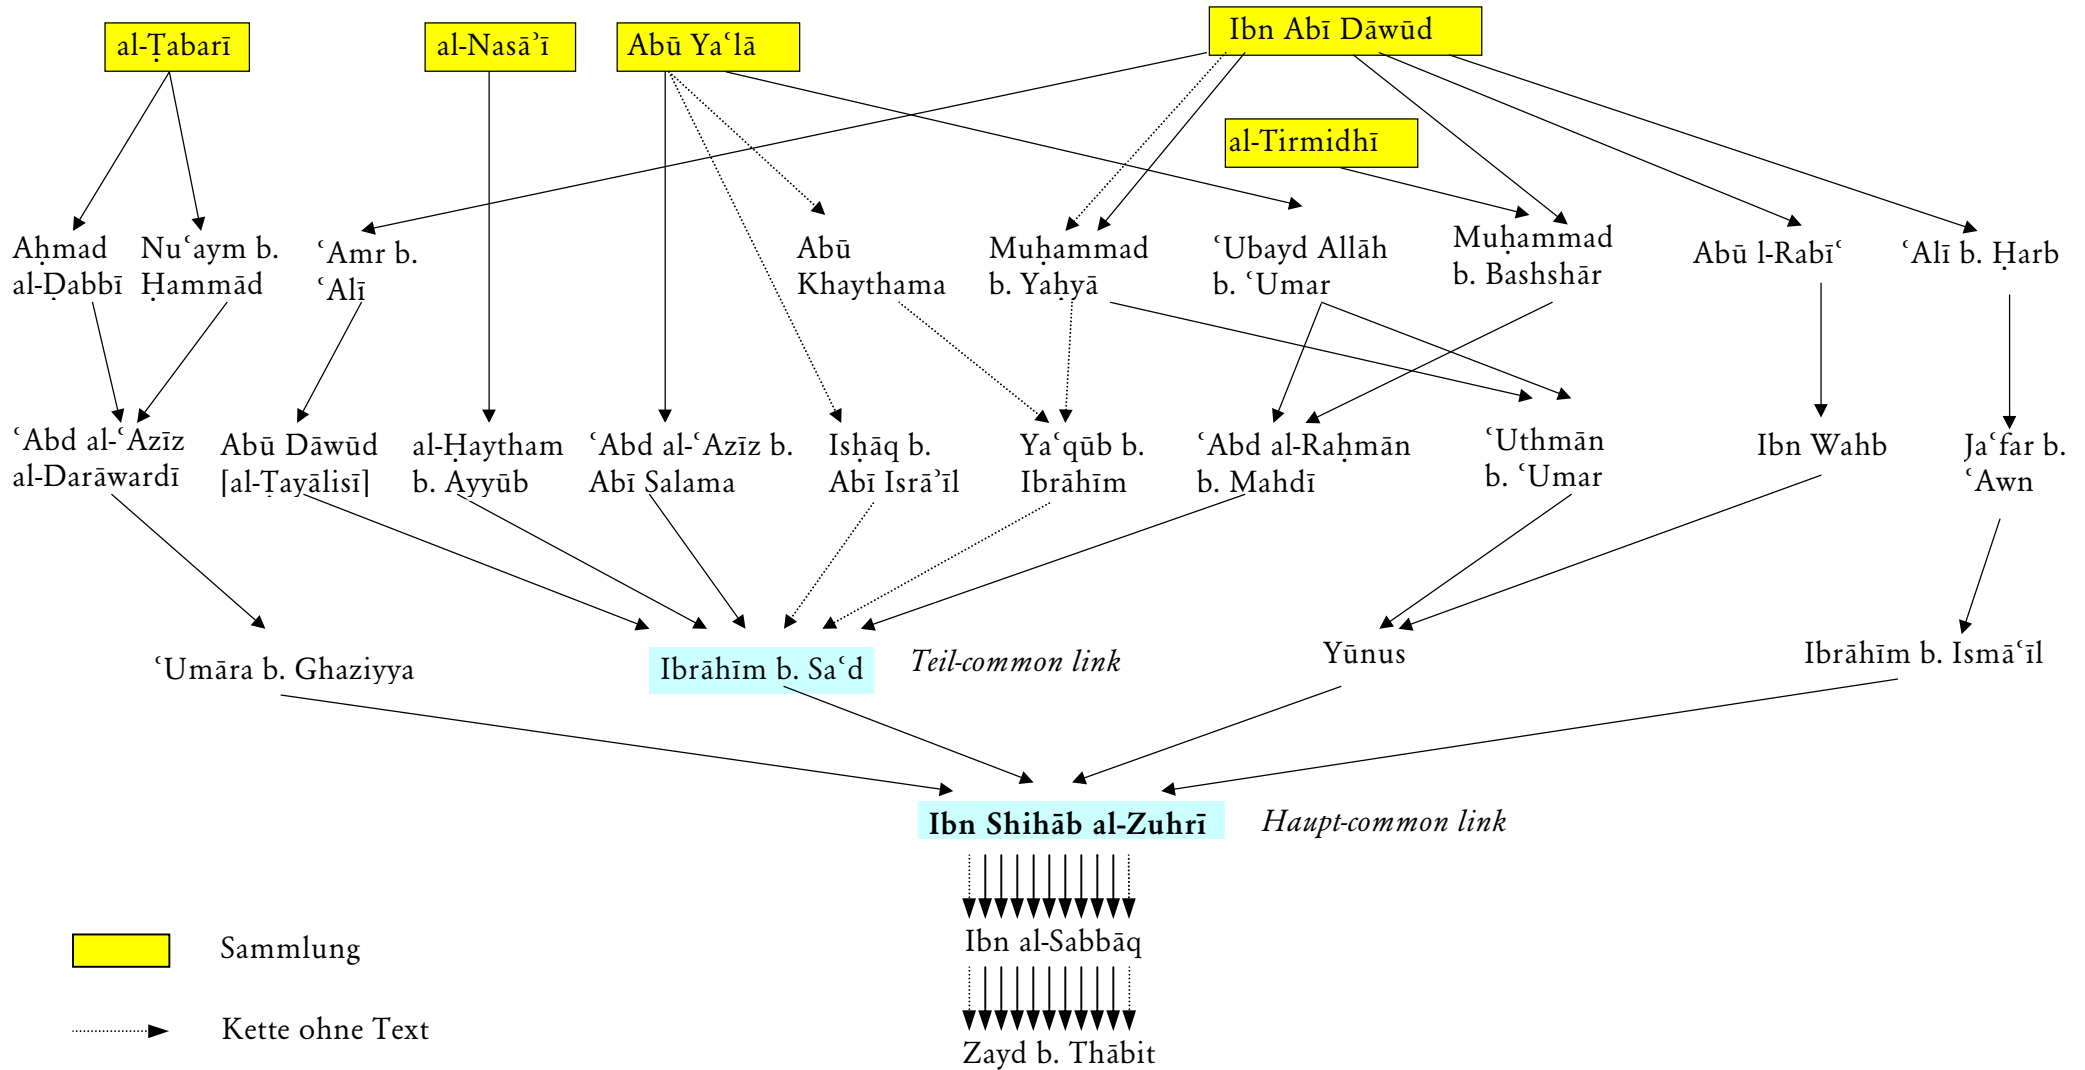 al-Ṭabarī
al-Nasāʾī
Abū Yaʿlā
Ibn Abī Dāwūd
al-Tirmidhī
Aḥmad
al-Ḍabbī
Nuʿaym b.
Ḥammād
ʿAmr b.
ʿAlī
Abū
Khaythama
Muḥammad
b. Yaḥyā
ʿUbayd Allāh
b. ʿUmar
Muḥammad
b. Bashshār
Abū l-Rabīʿ
ʿAlī b. Ḥarb
ʿAbd al-ʿAzīz
al-Darāwardī
Abū Dāwūd
[al-Ṭayālisī]
al-Ḥaytham
b. Ayyūb
ʿAbd al-ʿAzīz b.
Abī Salama
Isḥāq b.
Abī Isrāʾīl
Yaʿqūb b.
Ibrāhīm
ʿAbd al-Raḥmān
b. Mahdī
ʿUthmān
b. ʿUmar
Ibn Wahb
Jaʿfar b.
ʿAwn
ʿUmāra b. Ghaziyya
Ibrāhīm b. Saʿd
Teil-common link
Yūnus
Ibrāhīm b. Ismāʿīl
Ibn Shihāb al-Zuhrī
Haupt-common link
Ibn al-Sabbāq
Zayd b. Thābit
Sammlung
Kette ohne Text